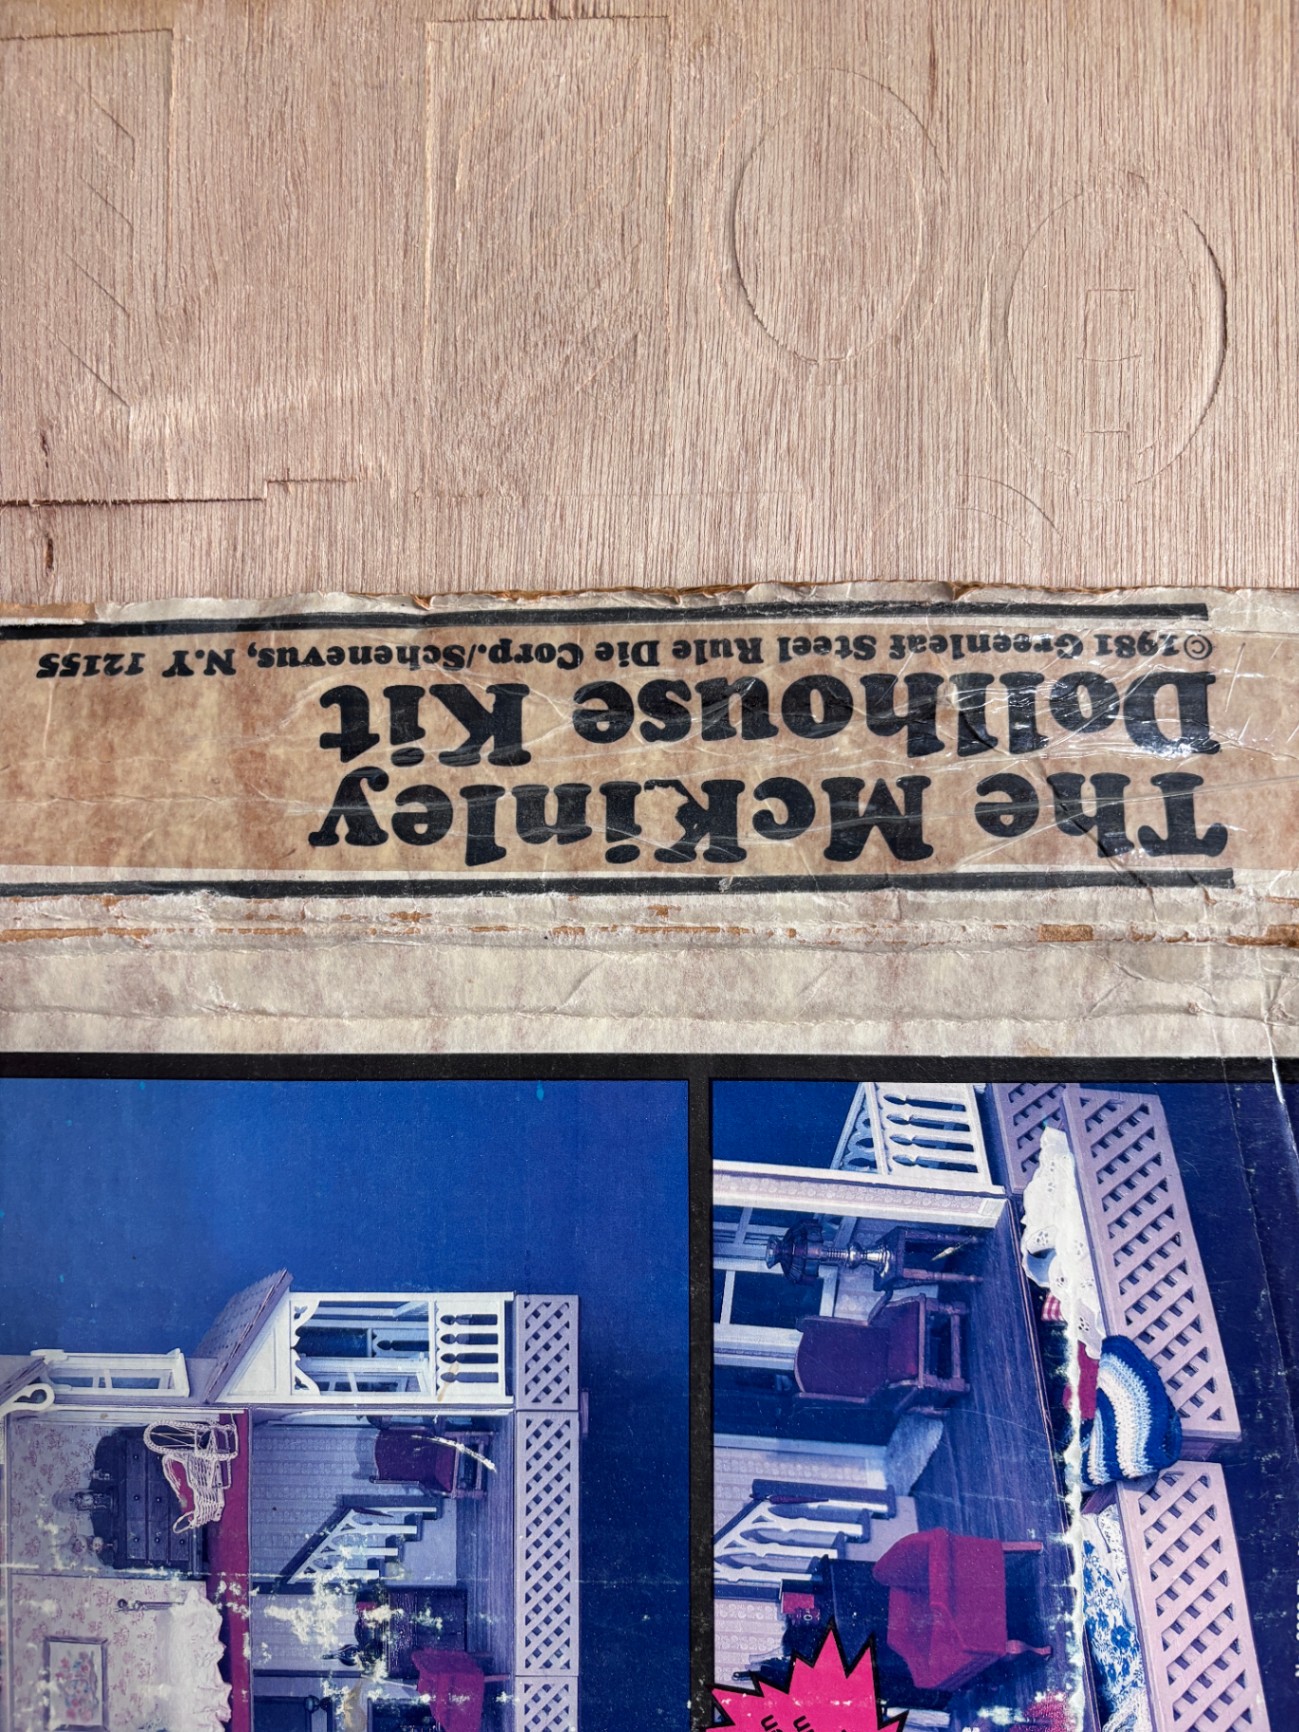 The McKinley
Dollhouse Kit
©1981 Greenleaf Steel Rule Die Corp./Schenevus, N.Y 12155